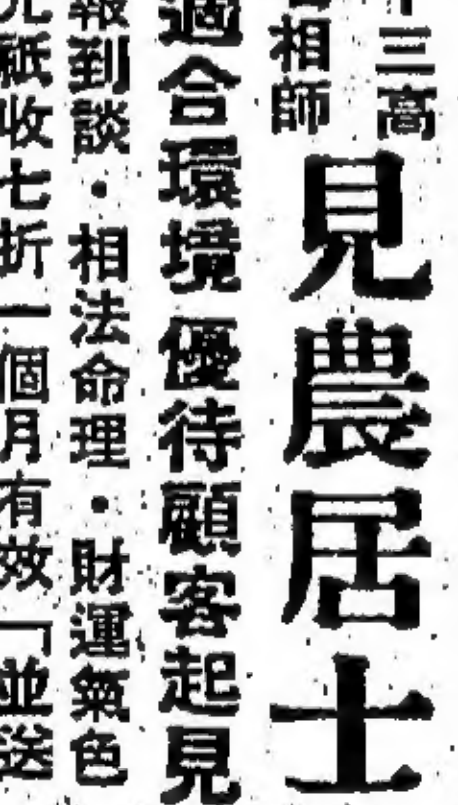 三高
相師
見農居士
適合環境優待顧客起見
報到談・相法命理・財運氣色
祇收七折一個月有效「並送